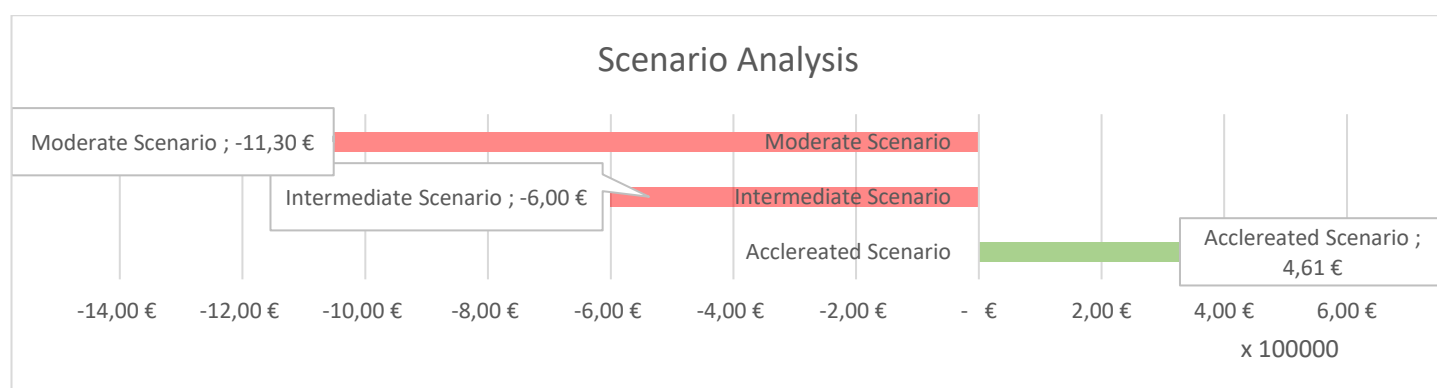 Scenario Analysis
Moderate Scenario ; -11,30 €
Moderate Scenario
Intermediate Scenario ; -6,00 €
Intermediate Scenario
Acclereated Scenario
Acclereated Scenario ;
4,61 €
-14,00 € -12,00 € -10,00 € -8,00 € -6,00 € -4,00 € -2,00 € - € 2,00 € 4,00 € 6,00 €
x 100000